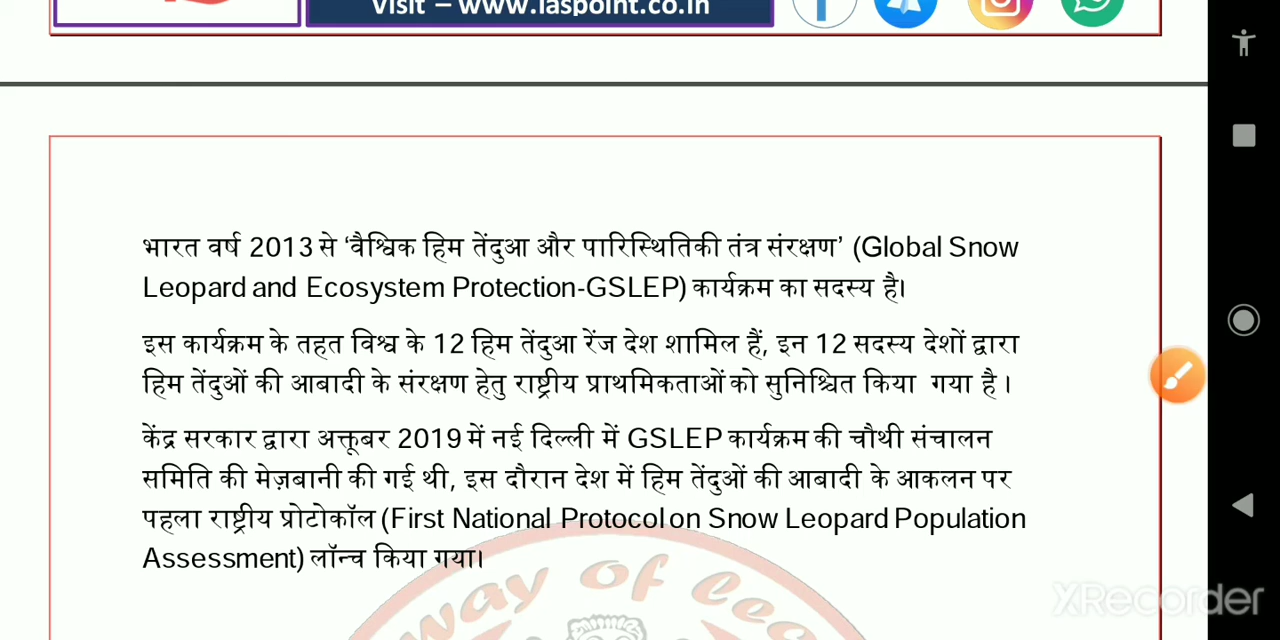 Visit – www.iaspoint.co.in
भारत वर्ष 2013 से ‘वैश्विक हिम तेंदुआ और पारिस्थितिकी तंत्र संरक्षण’ (Global Snow
Leopard and Ecosystem Protection-GSLEP) कार्यक्रम का सदस्य है।
इस कार्यक्रम के तहत विश्व के 12 हिम तेंदुआ रेंज देश शामिल हैं, इन 12 सदस्य देशों द्वारा
हिम तेंदुओं की आबादी के संरक्षण हेतु राष्ट्रीय प्राथमिकताओं को सुनिश्चित किया गया है ।
केंद्र सरकार द्वारा अक्तूबर 2019 में नई दिल्ली में GSLEP कार्यक्रम की चौथी संचालन
समिति की मेज़बानी की गई थी, इस दौरान देश में हिम तेंदुओं की आबादी के आकलन पर
पहला राष्ट्रीय प्रोटोकॉल (First National Protocol on Snow Leopard Population
Assessment) लॉन्च किया गया।
way of
XRecorder